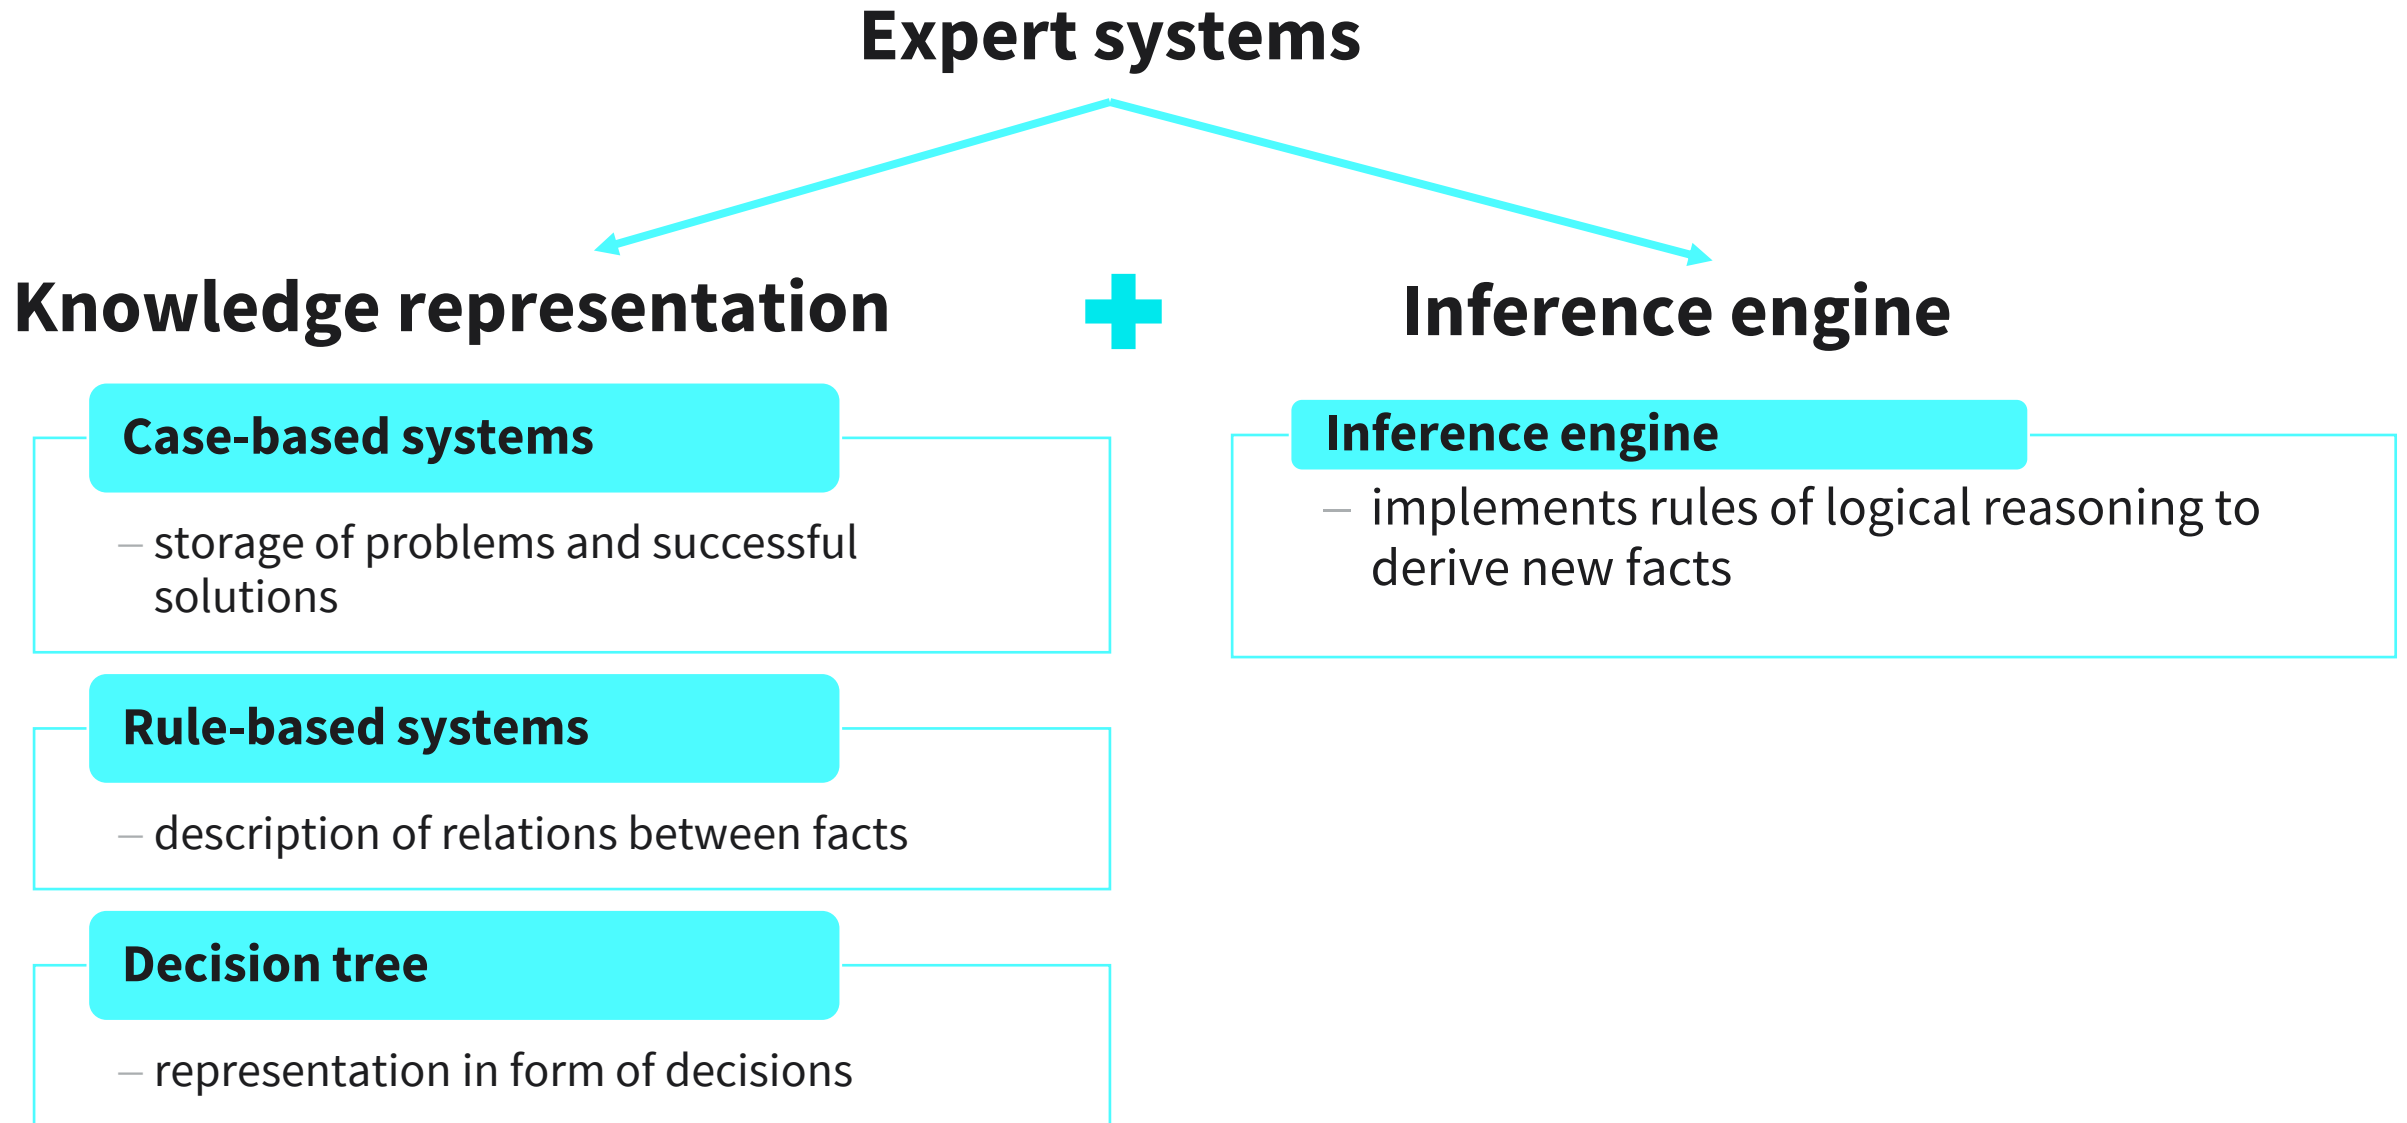 Expert systems
Knowledge representation
Case-based systems
– storage of problems and successful
solutions
Rule-based systems
– description of relations between facts
Decision tree
– representation in form of decisions
Inference engine
Inference engine
– implements rules of logical reasoning to
derive new facts